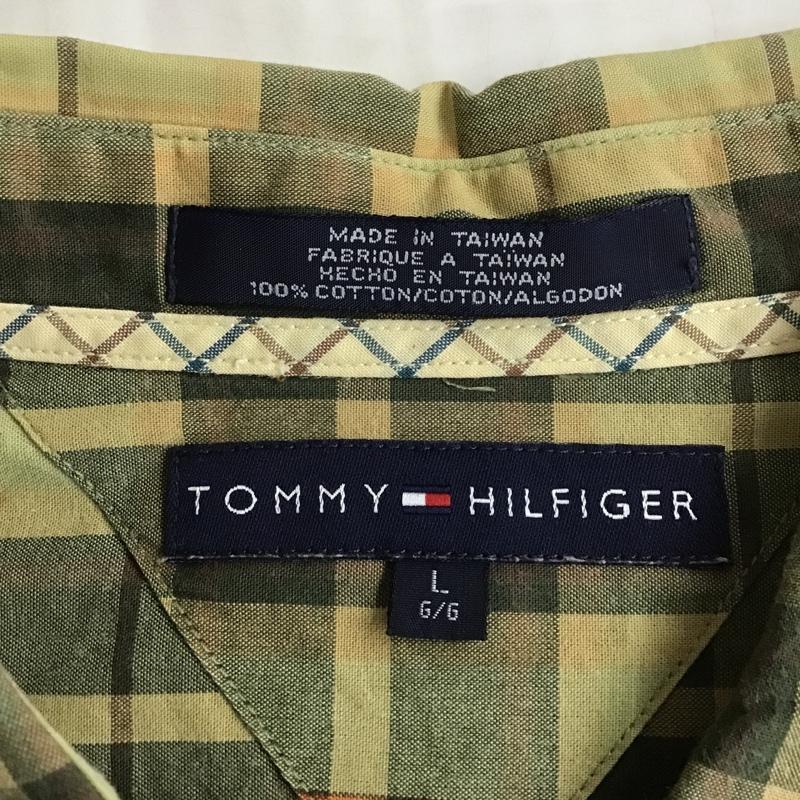 MADE IN TAIWAN
FABRIQUE A TAIWAN
HECHO EN TAIWAN
100% COTTON/COTON/ALGODON
TOMMY HILFIGER
L
G/G